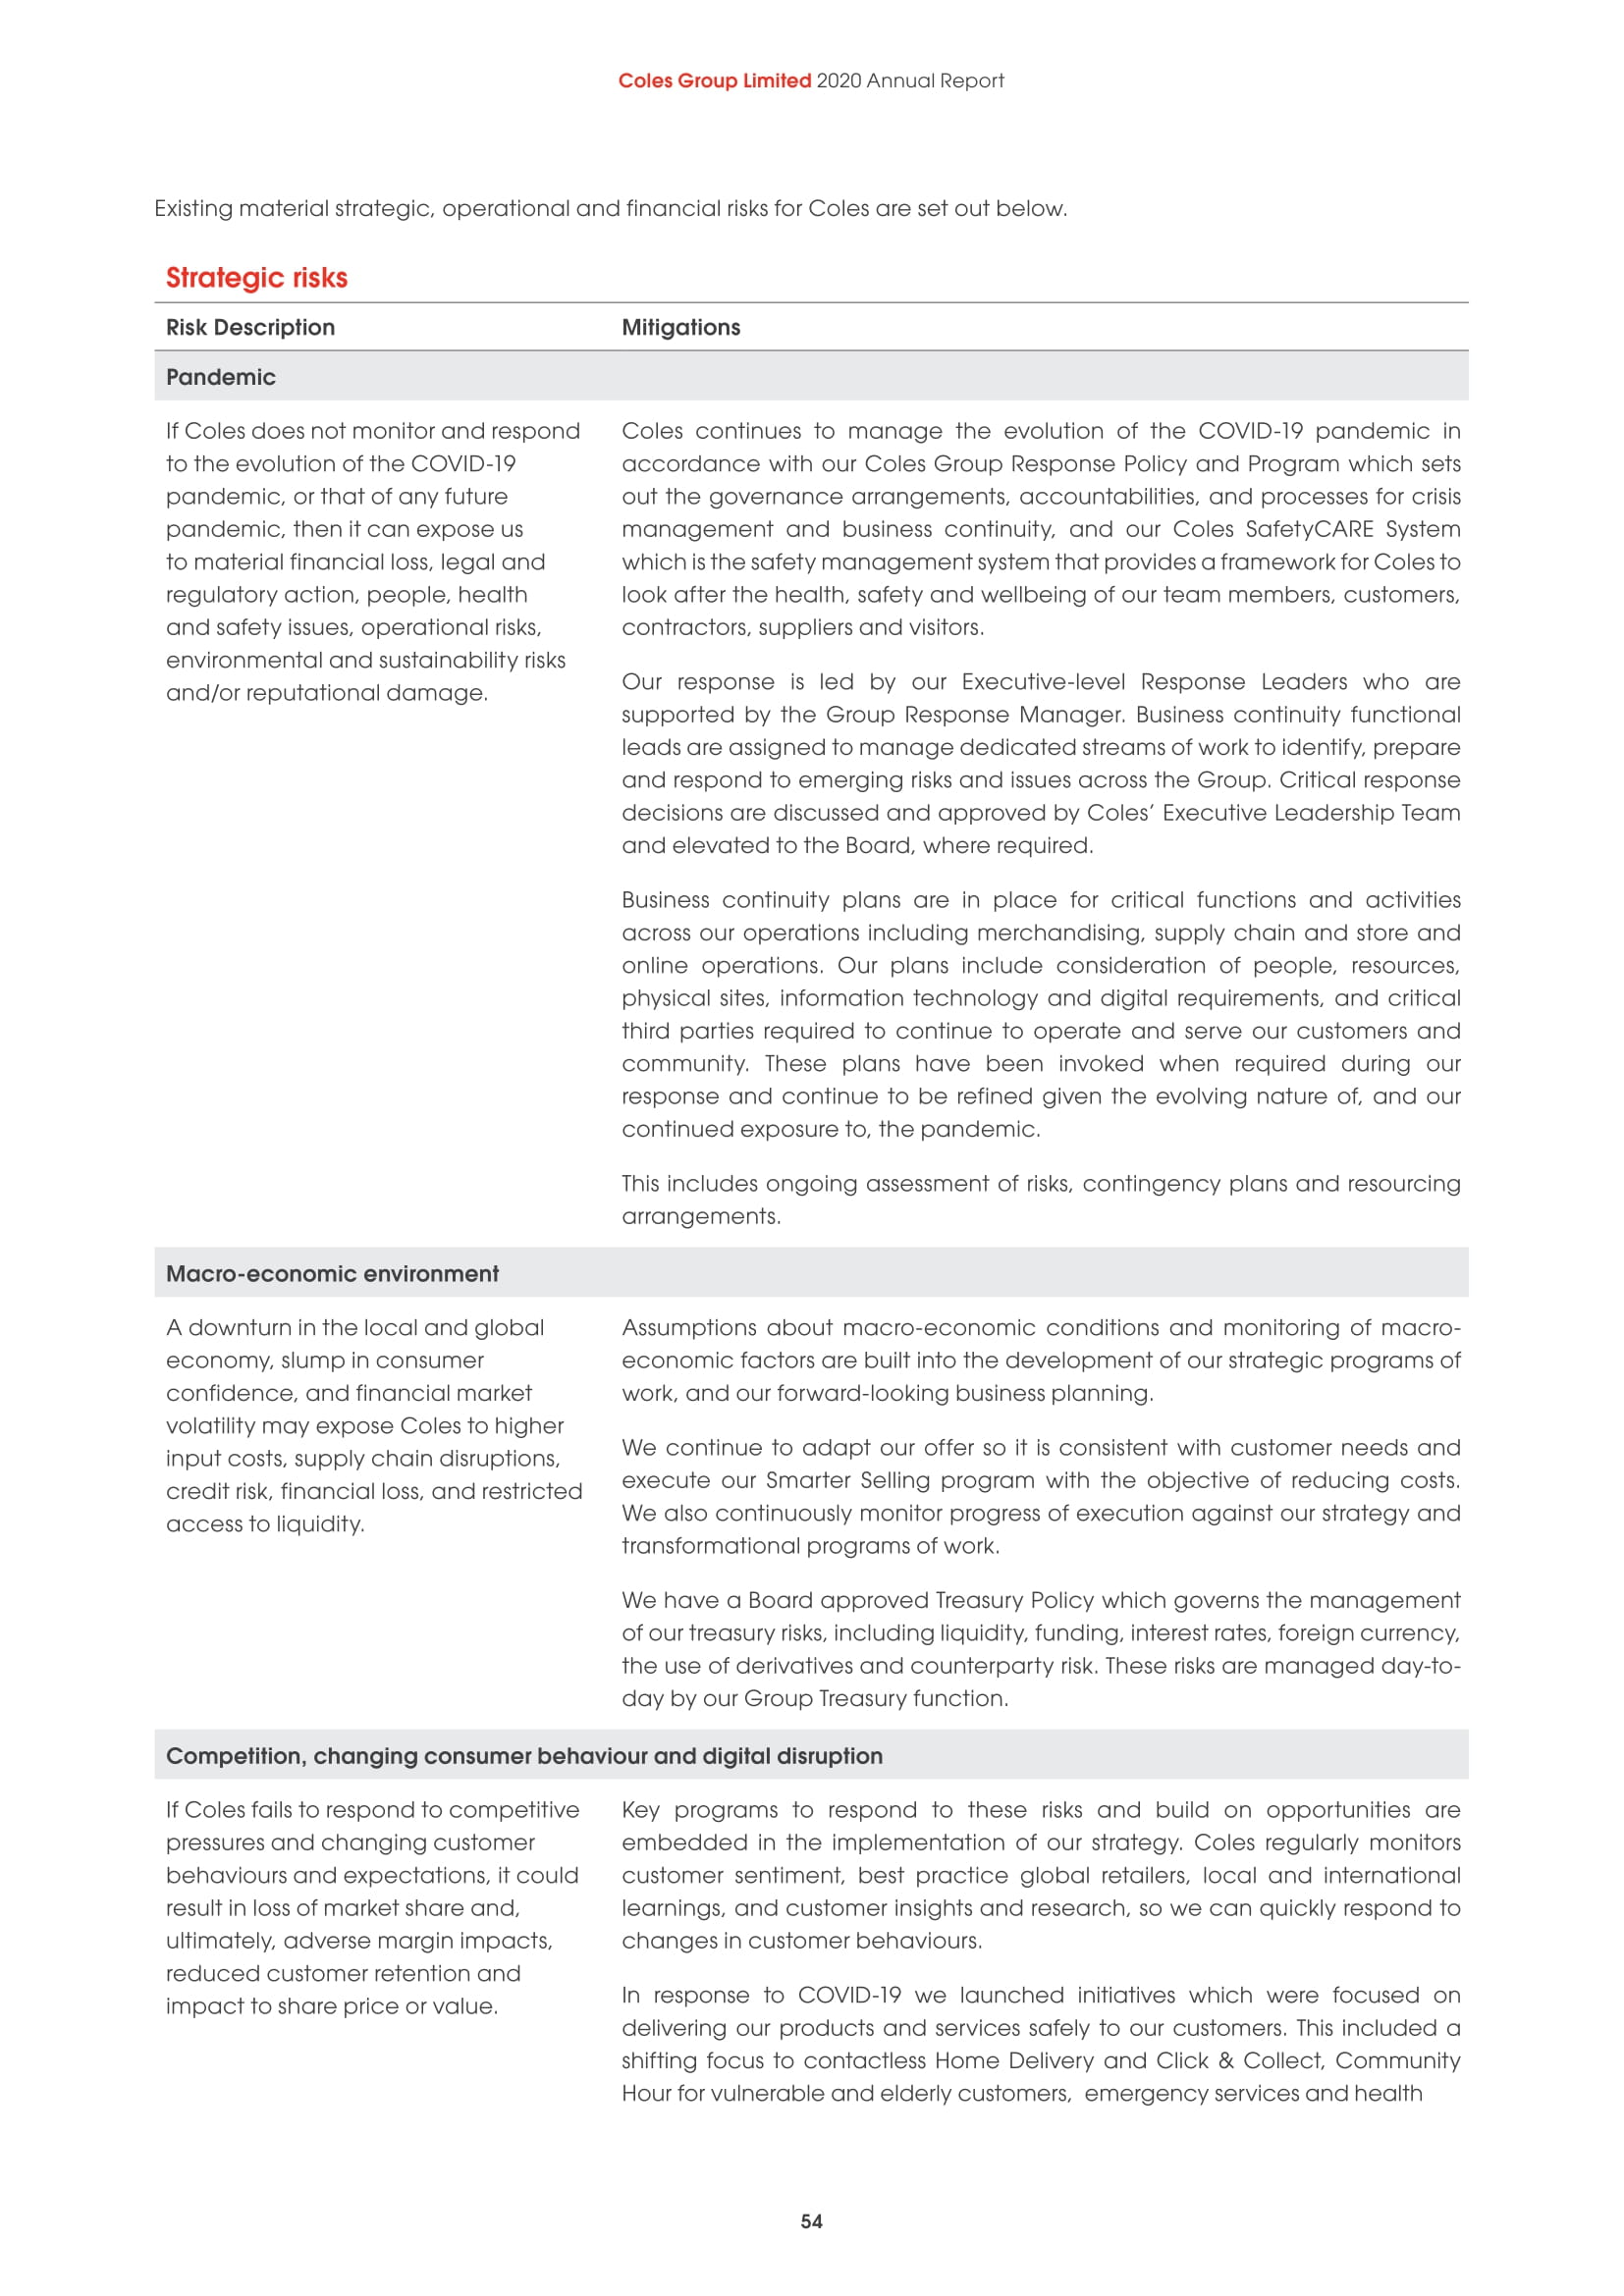 Coles Group Limited 2020 Annual Report
Existing material strategic, operational and financial risks for Coles are set out below.
Strategic risks
Risk Description
Mitigations
Pandemic
If Coles does not monitor and respond
to the evolution of the COVID-19
pandemic, or that of any future
pandemic, then it can expose us
to material financial loss, legal and
regulatory action, people, health
and safety issues, operational risks,
environmental and sustainability risks
and/or reputational damage.
Coles continues to manage the evolution of the COVID-19 pandemic in
accordance with our Coles Group Response Policy and Program which sets
out the governance arrangements, accountabilities, and processes for crisis
management and business continuity, and our Coles SafetyCARE System
which is the safety management system that provides a framework for Coles to
look after the health, safety and wellbeing of our team members, customers,
contractors, suppliers and visitors.
Our response is led by our Executive-level Response Leaders who are
supported by the Group Response Manager. Business continuity functional
leads are assigned to manage dedicated streams of work to identify, prepare
and respond to emerging risks and issues across the Group. Critical response
decisions are discussed and approved by Coles’ Executive Leadership Team
and elevated to the Board, where required.
Business continuity plans are in place for critical functions and activities
across our operations including merchandising, supply chain and store and
online operations. Our plans include consideration of people, resources,
physical sites, information technology and digital requirements, and critical
third parties required to continue to operate and serve our customers and
community. These plans have been invoked when required during our
response and continue to be refined given the evolving nature of, and our
continued exposure to, the pandemic.
This includes ongoing assessment of risks, contingency plans and resourcing
arrangements.
Macro-economic environment
A downturn in the local and global
economy, slump in consumer
confidence, and financial market
volatility may expose Coles to higher
input costs, supply chain disruptions,
credit risk, financial loss, and restricted
access to liquidity.
Assumptions about macro-economic conditions and monitoring of macro-
economic factors are built into the development of our strategic programs of
work, and our forward-looking business planning.
We continue to adapt our offer so it is consistent with customer needs and
execute our Smarter Selling program with the objective of reducing costs.
We also continuously monitor progress of execution against our strategy and
transformational programs of work.
We have a Board approved Treasury Policy which governs the management
of our treasury risks, including liquidity, funding, interest rates, foreign currency,
the use of derivatives and counterparty risk. These risks are managed day-to-
day by our Group Treasury function.
Competition, changing consumer behaviour and digital disruption
If Coles fails to respond to competitive
pressures and changing customer
behaviours and expectations, it could
result in loss of market share and,
ultimately, adverse margin impacts,
reduced customer retention and
impact to share price or value.
Key programs to respond to these risks and build on opportunities are
embedded in the implementation of our strategy. Coles regularly monitors
customer sentiment, best practice global retailers, local and international
learnings, and customer insights and research, so we can quickly respond to
changes in customer behaviours.
In response to COVID-19 we launched initiatives which were focused on
delivering our products and services safely to our customers. This included a
shifting focus to contactless Home Delivery and Click & Collect, Community
Hour for vulnerable and elderly customers, emergency services and health
54